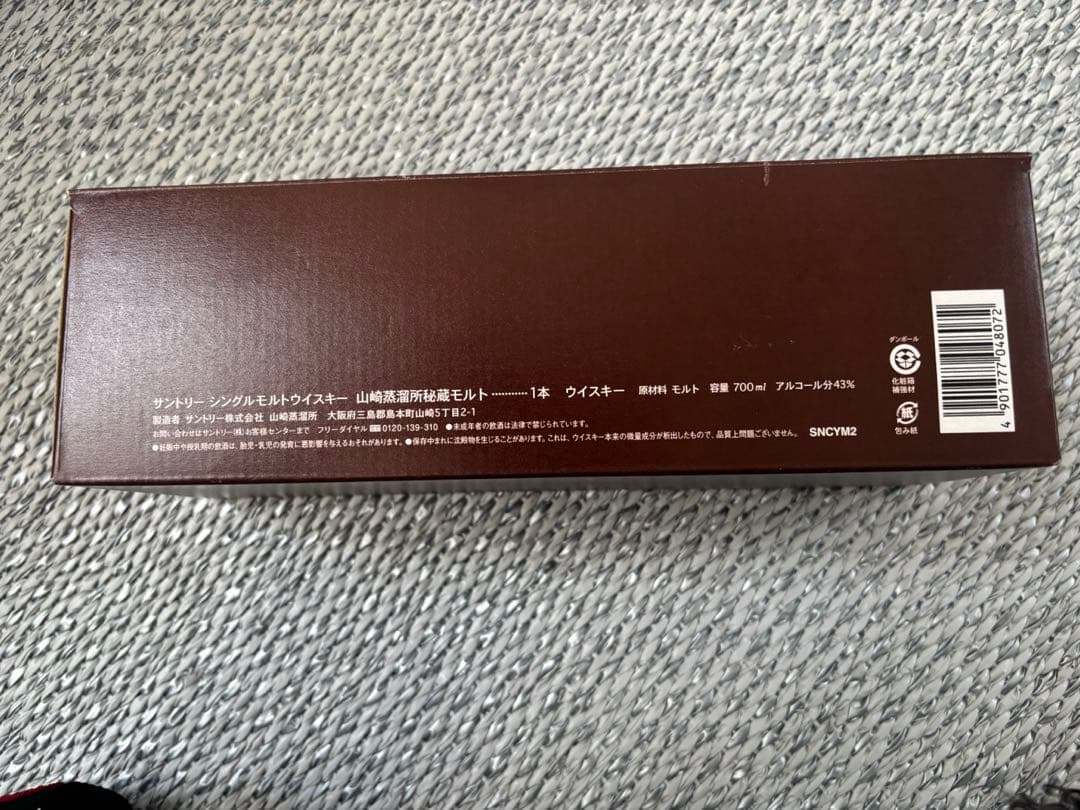 サントリー シングルモルトウイスキー 山崎蒸溜所秘蔵モルト…………1本 ウイスキー 原材料 モルト 容量 700㎖ アルコール分43%
製造者 サントリー株式会社 山崎蒸溜所 大阪府三島郡島本町山崎5丁目2-1
お問い合わせはサントリー(株)お客様センターまで フリーダイヤル 0120-139-310 ●未成年者の飲酒は法律で禁じられています。
●妊娠中や授乳期の飲酒は、胎児・乳児の発育に悪影響を与えるおそれがあります。●保存中まれに沈殿物を生じることがあります。これは、ウイスキー本来の微量成分が析出したもので、品質上問題ございません。 SNCYM2
ダンボール
化粧箱
補強材
紙
包み紙
4 901777 048072